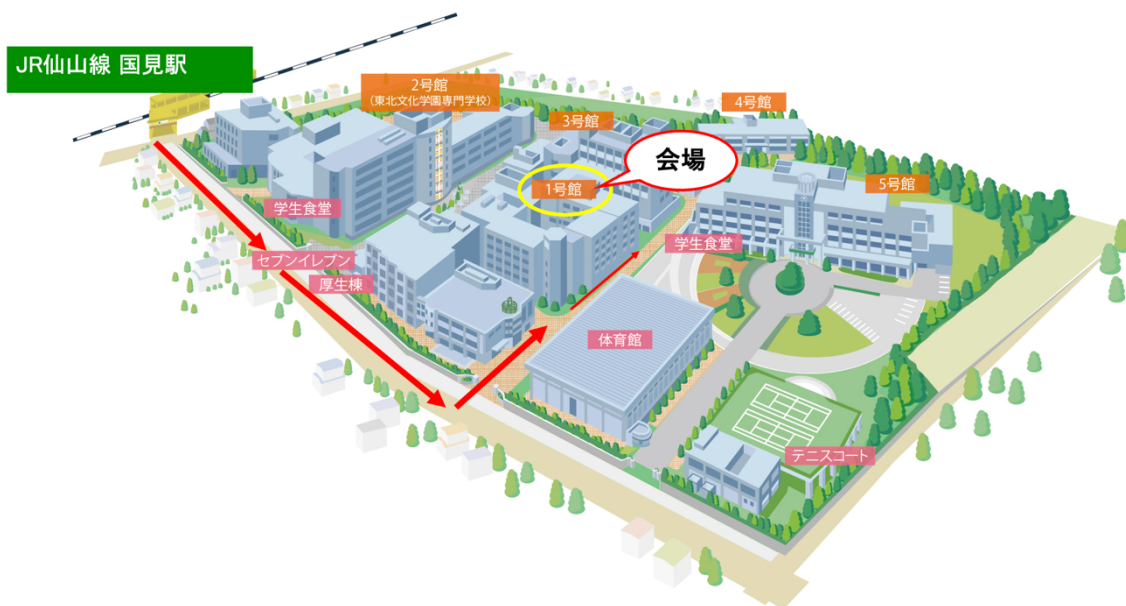 JR仙山線 国見駅
2号館
（東北文化学園専門学校）
4号館
3号館
会場
1号館
5号館
学生食堂
学生食堂
セブンイレブン
厚生棟
体育館
テニスコート